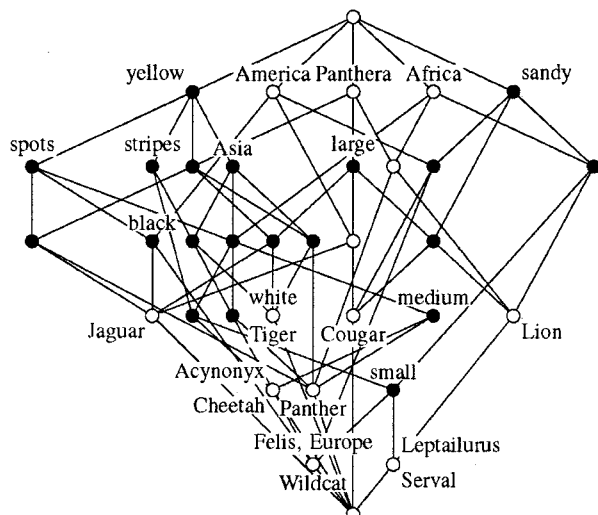 yellow America Panthera Africa sandy
spots stripes Asia large
black
white medium
Jaguar Tiger Cougar Lion
Acynonyx small
Cheetah Panther
Felis, Europe Leptailurus
Wildcat Serval